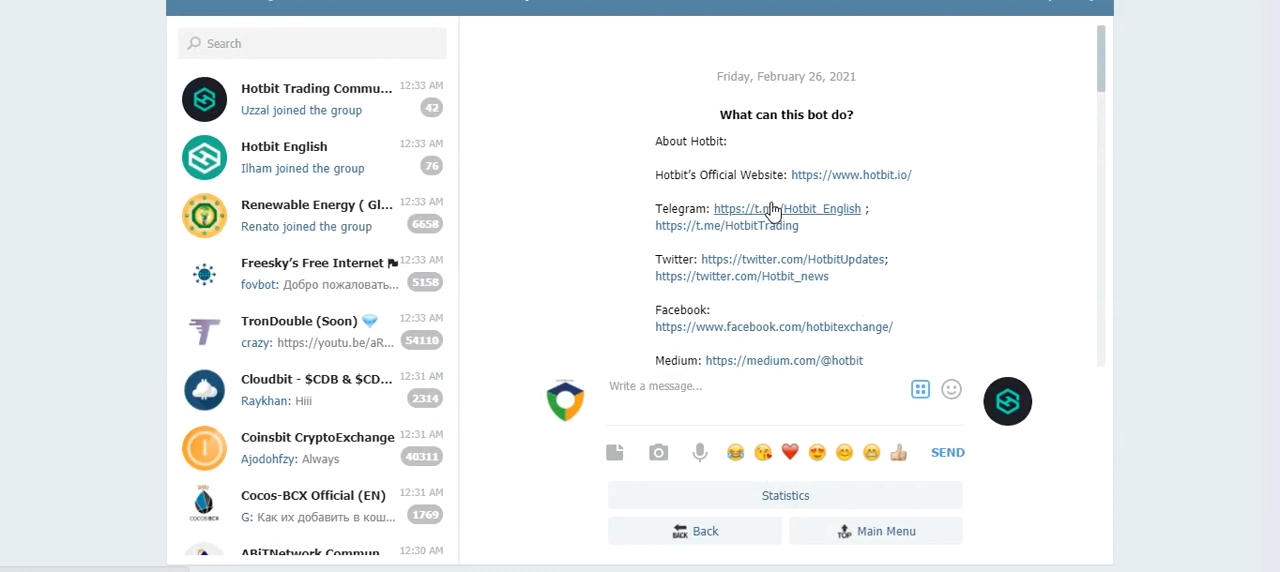 Search
Hotbit Trading Commu... 12:33 AM
Uzzal joined the group 42
Hotbit English 12:33 AM
Ilham joined the group 76
Renewable Energy ( Gl... 12:33 AM
Renato joined the group 6658
Freesky's Free Internet 12:33 AM
fovbot: Добро пожаловать... 5158
TronDouble (Soon) 💎 12:33 AM
crazy: https://youtu.be/aR... 54110
Cloudbit - $CDB & $CD... 12:31 AM
Raykhan: Hiii 2314
Coinsbit CryptoExchange 12:31 AM
Ajodohfzy: Always 40311
Cocos-BCX Official (EN) 12:31 AM
COCOS-BCX
G: Как их добавить в кош... 1769
ABiTNetwork Commun 12:30 AM
Friday, February 26, 2021
What can this bot do?
About Hotbit:
Hotbit's Official Website: https://www.hotbit.io/
Telegram: https://t.me/Hotbit_English ;
https://t.me/HotbitTrading
Twitter: https://twitter.com/HotbitUpdates;
https://twitter.com/Hotbit_news
Facebook:
https://www.facebook.com/hotbitexchange/
Medium: https://medium.com/@hotbit
Write a message...
SEND
Statistics
BACK Back
TOP Main Menu